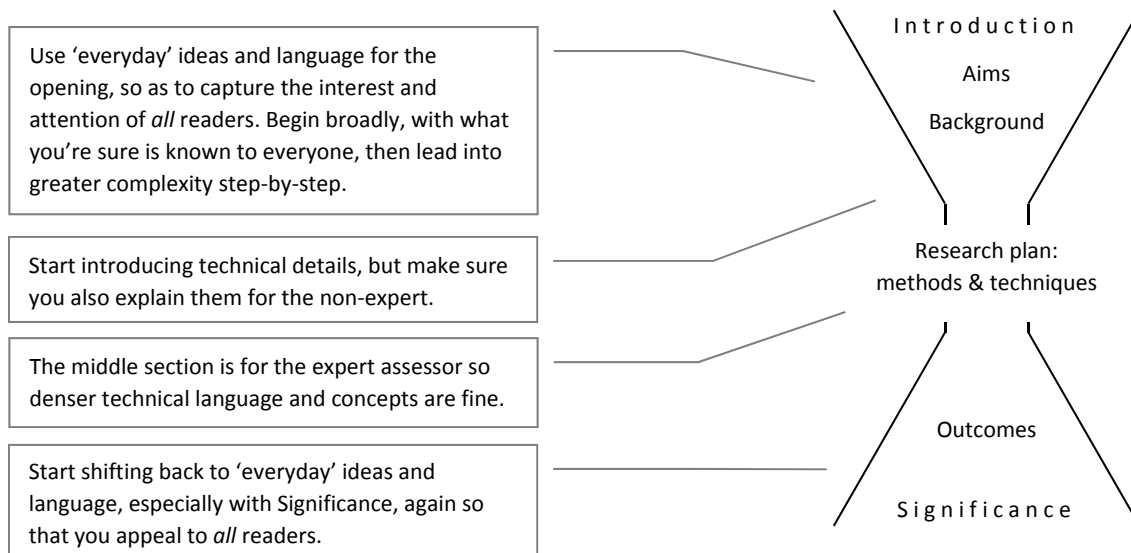 Use ‘everyday’ ideas and language for the
opening, so as to capture the interest and
attention of all readers. Begin broadly, with what
you’re sure is known to everyone, then lead into
greater complexity step-by-step.
Start introducing technical details, but make sure
you also explain them for the non-expert.
The middle section is for the expert assessor so
denser technical language and concepts are fine.
Start shifting back to ‘everyday’ ideas and
language, especially with Significance, again so
that you appeal to all readers.
Introduction
Aims
Background
Research plan:
methods & techniques
Outcomes
Significance